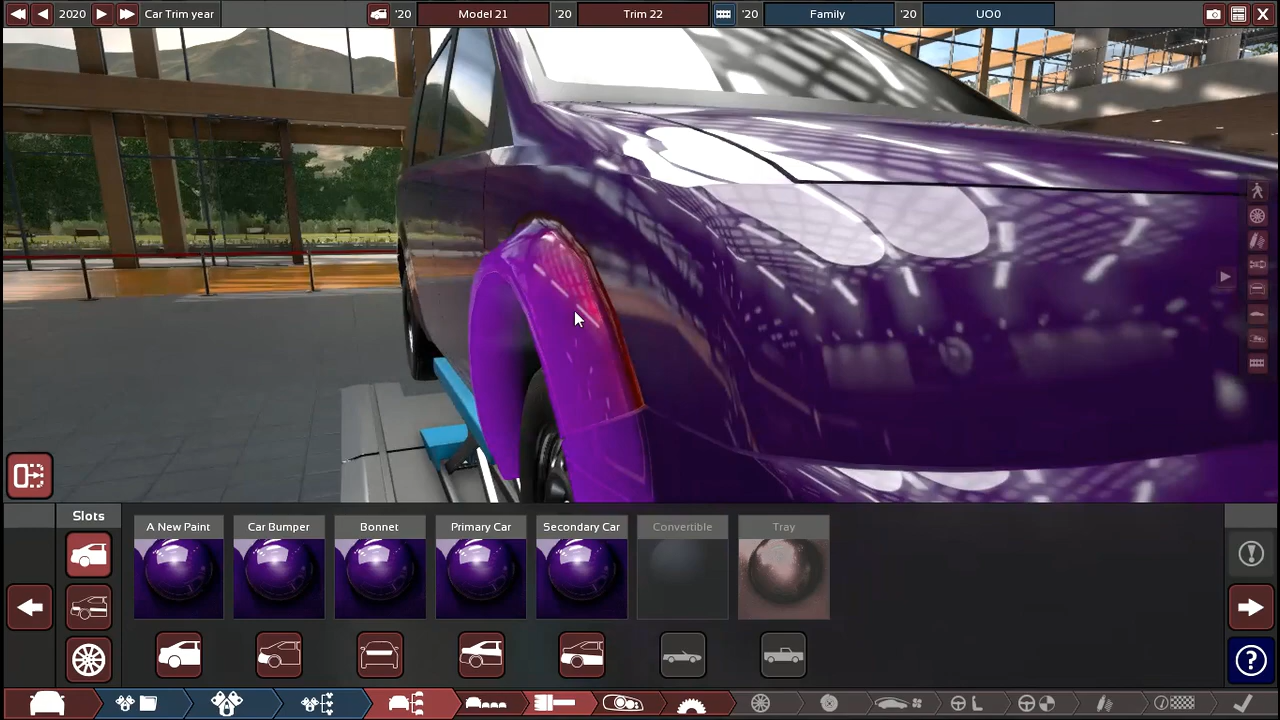 2020 Car Trim year '20 Model 21 '20 Trim 22 '20 Family '20 UO0
Slots
A New Paint Car Bumper Bonnet Primary Car Secondary Car Convertible Tray